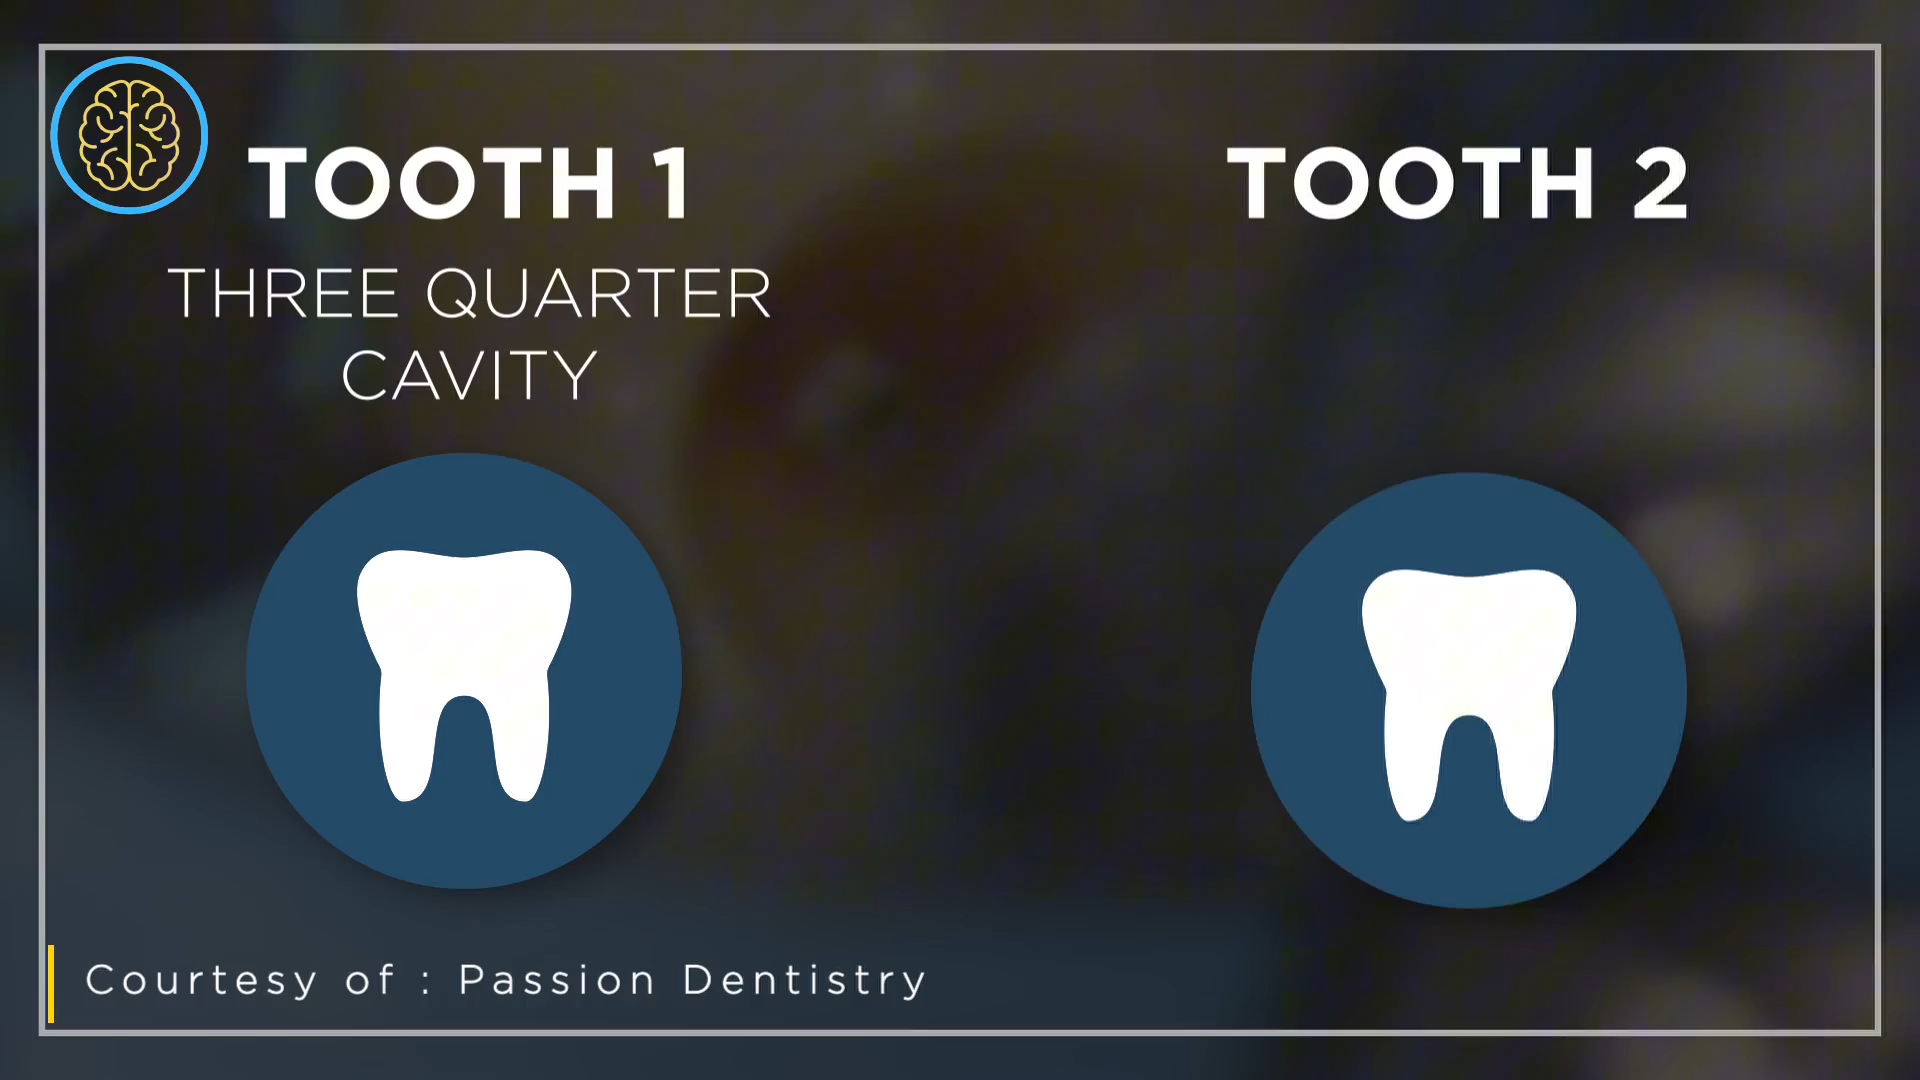 TOOTH 1
THREE QUARTER
CAVITY
TOOTH 2
Courtesy of : Passion Dentistry